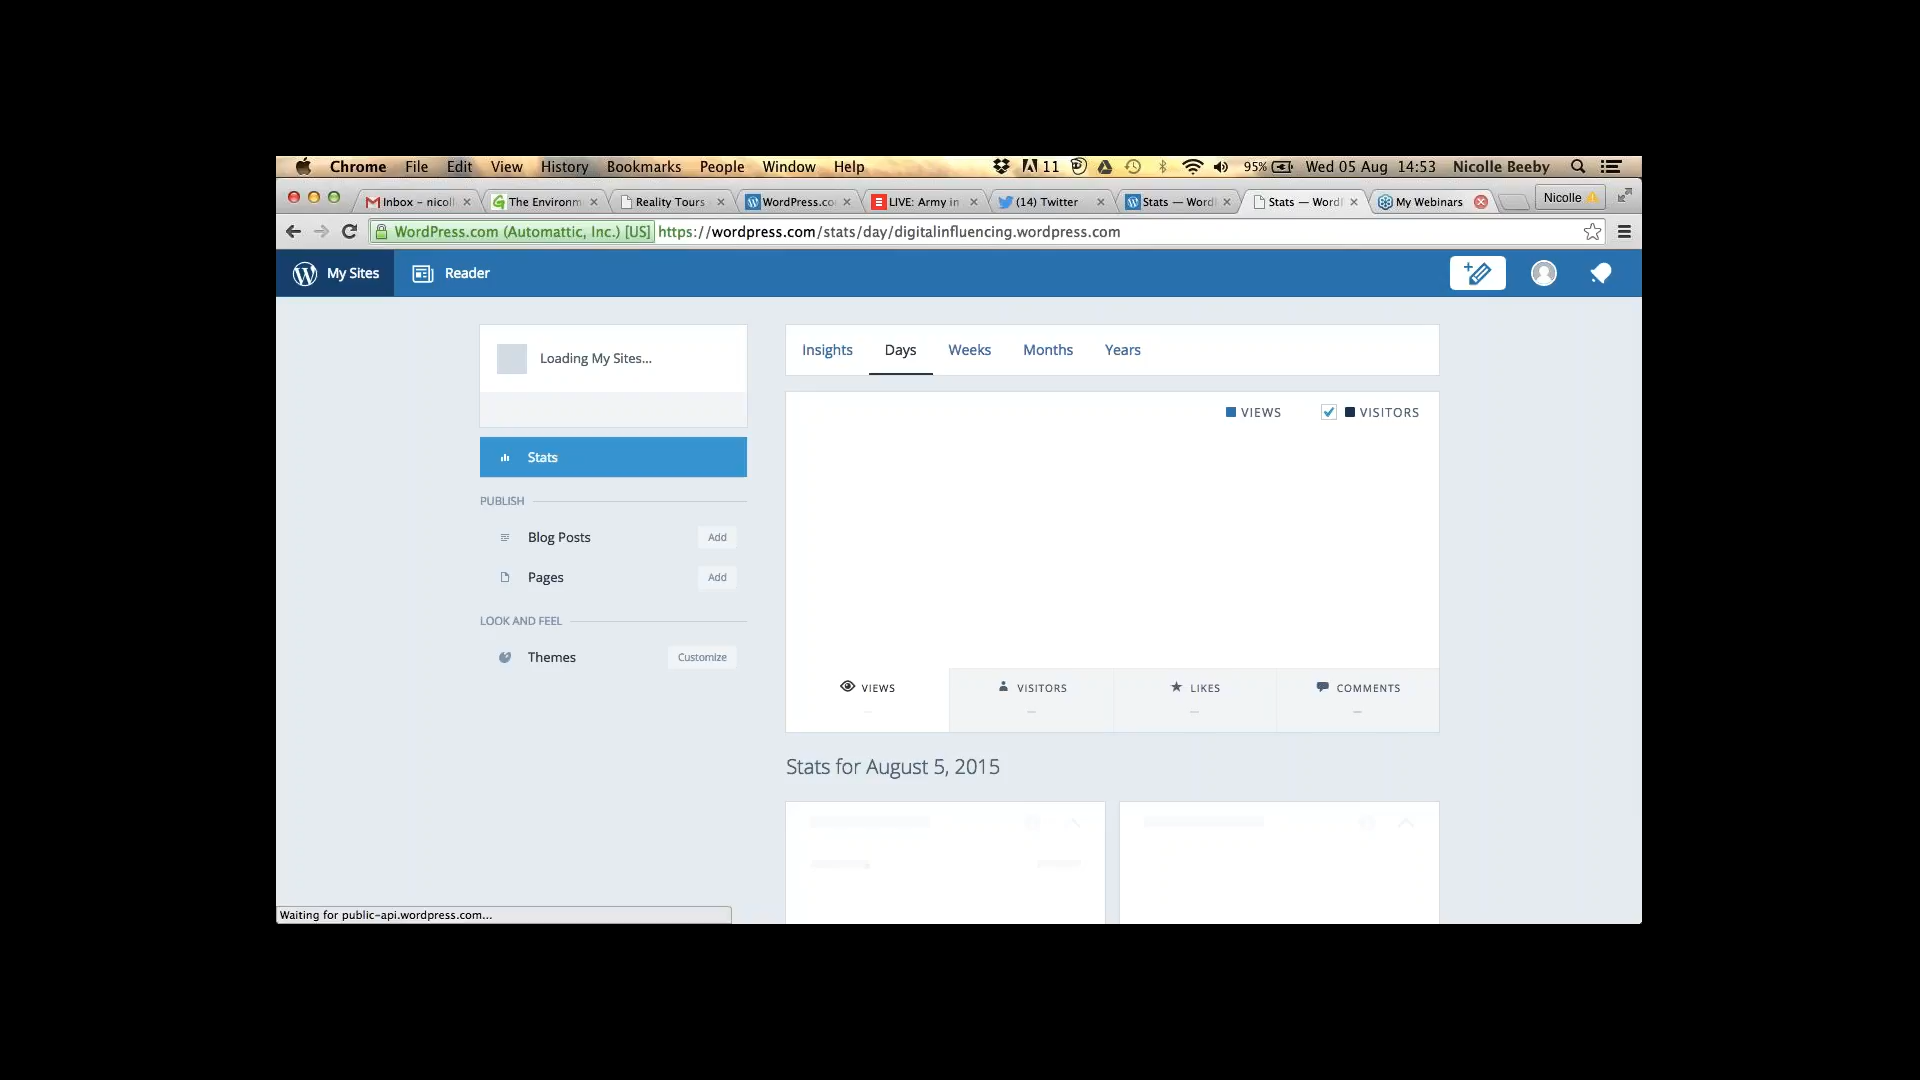 Chrome File Edit View History Bookmarks People Window Help 11 95% Wed 05 Aug 14:53 Nicolle Beeby
Inbox – nicoll The Environm Reality Tours WordPress.co LIVE: Army in (14) Twitter Stats — Word Stats — Word My Webinars Nicolle
WordPress.com (Automattic, Inc.) [US] https://wordpress.com/stats/day/digitalinfluencing.wordpress.com
My Sites Reader
Loading My Sites...
Insights Days Weeks Months Years
VIEWS VISITORS
Stats
PUBLISH
Blog Posts Add
Pages Add
LOOK AND FEEL
Themes Customize
VIEWS VISITORS LIKES COMMENTS
– – – –
Stats for August 5, 2015
Waiting for public-api.wordpress.com...